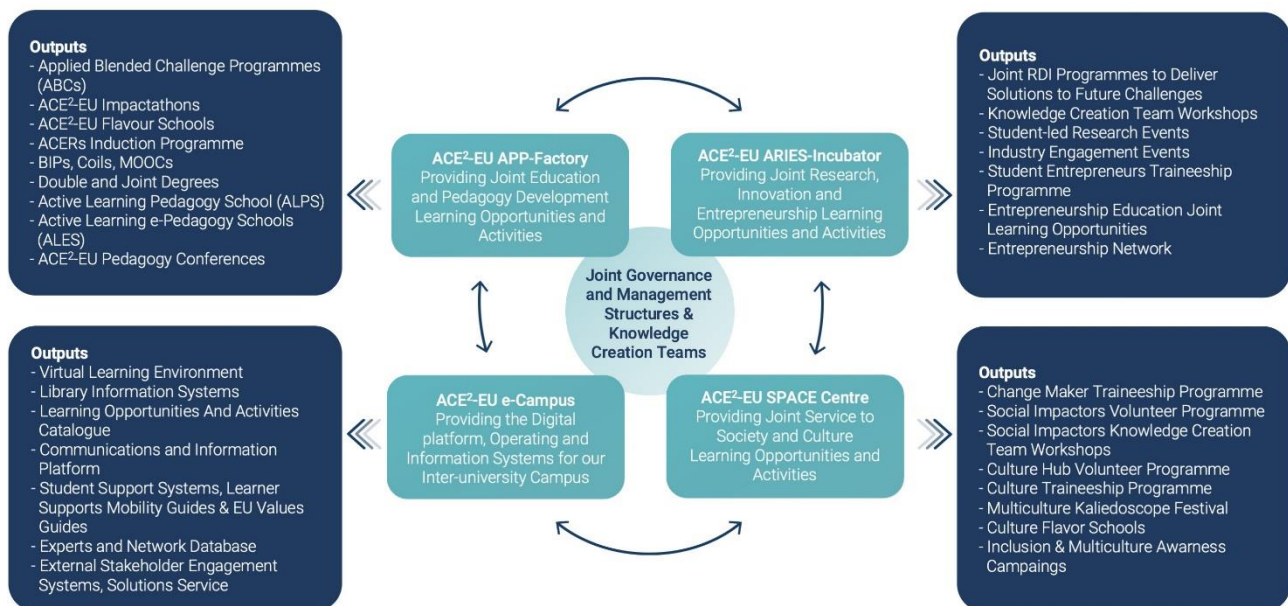 Outputs
- Applied Blended Challenge Programmes
(ABCs)
- ACE²-EU Impactathons
- ACE²-EU Flavour Schools
- ACERs Induction Programme
- BIPs, Coils, MOOCs
- Double and Joint Degrees
- Active Learning Pedagogy School (ALPS)
- Active Learning e-Pedagogy Schools
(ALES)
- ACE²-EU Pedagogy Conferences
ACE²-EU APP-Factory
Providing Joint Education
and Pedagogy Development
Learning Opportunities and
Activities
ACE²-EU ARIES-Incubator
Providing Joint Research,
Innovation and
Entrepreneurship Learning
Opportunities and Activities
Outputs
- Joint RDI Programmes to Deliver
Solutions to Future Challenges
- Knowledge Creation Team Workshops
- Student-led Research Events
- Industry Engagement Events
- Student Entrepreneurs Traineeship
Programme
- Entrepreneurship Education Joint
Learning Opportunities
- Entrepreneurship Network
Joint Governance
and Management
Structures &
Knowledge
Creation Teams
Outputs
- Virtual Learning Environment
- Library Information Systems
- Learning Opportunities And Activities
Catalogue
- Communications and Information
Platform
- Student Support Systems, Learner
Supports Mobility Guides & EU Values
Guides
- Experts and Network Database
- External Stakeholder Engagement
Systems, Solutions Service
ACE²-EU e-Campus
Providing the Digital
platform, Operating and
Information Systems for our
Inter-university Campus
ACE²-EU SPACE Centre
Providing Joint Service to
Society and Culture
Learning Opportunities and
Activities
Outputs
- Change Maker Traineeship Programme
- Social Impactors Volunteer Programme
- Social Impactors Knowledge Creation
Team Workshops
- Culture Hub Volunteer Programme
- Culture Traineeship Programme
- Multiculture Kaliedoscope Festival
- Culture Flavor Schools
- Inclusion & Multiculture Awarness
Campaings